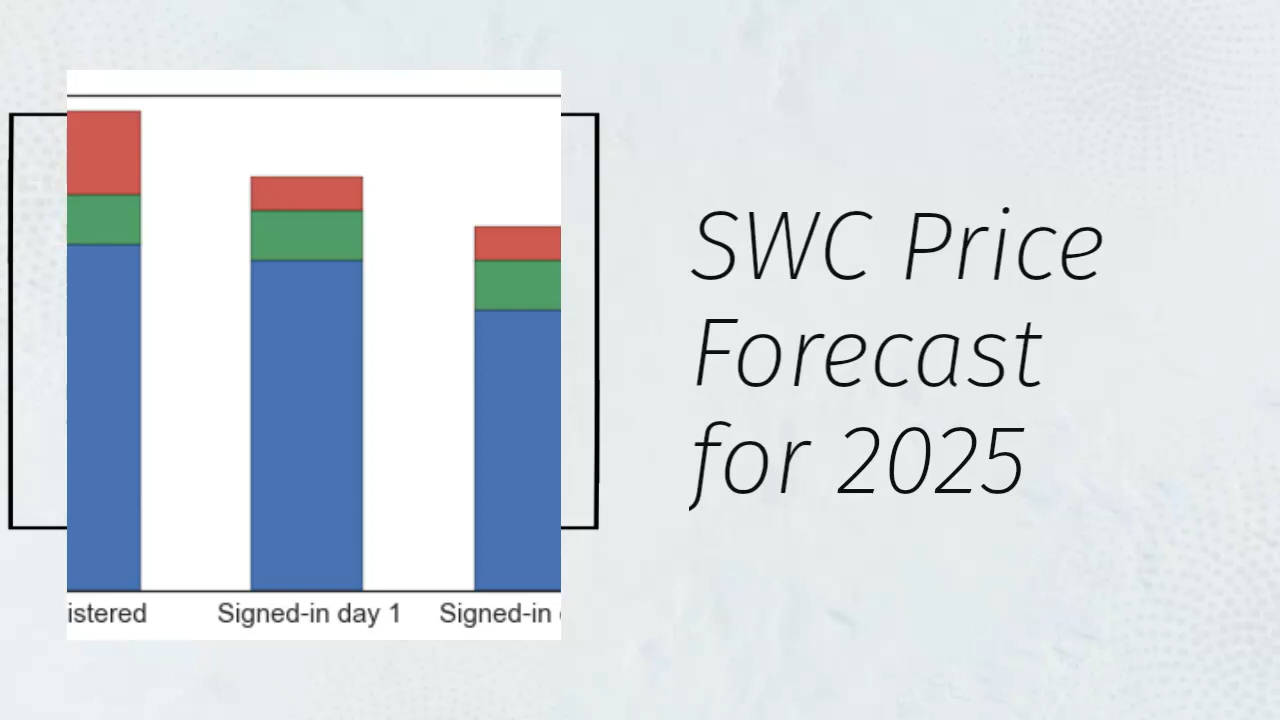 istered
Signed-in day 1
Signed-in
SWC Price
Forecast
for 2025